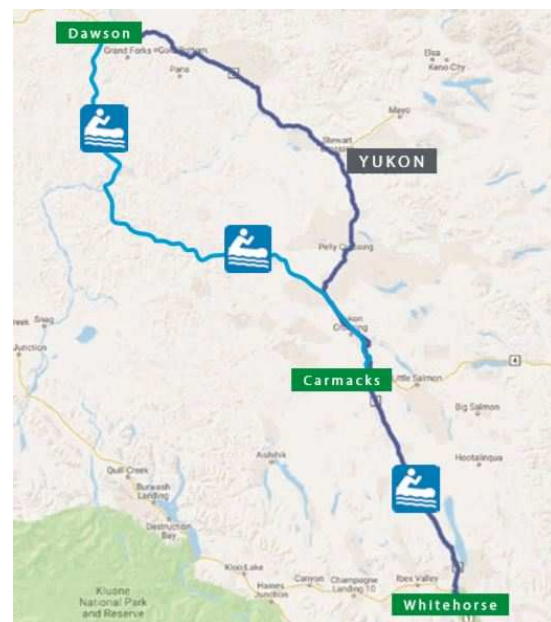 Dawson
Grand Forks
Paris
Elsa
Keno City
Mayo
Stewart
YUKON
Pelly Crossing
Snag
Junction
Carmacks
Little Salmon
4
Big Salmon
Aishihik
Hootalinqua
Quill Creek
Burwash
Landing
Destruction
Bay
Kloo Lake
Haines
Junction
Canyon
Champagne
Landing 10
Ibex Valley
Kluane
National Park
and Reserve
Whitehorse
1